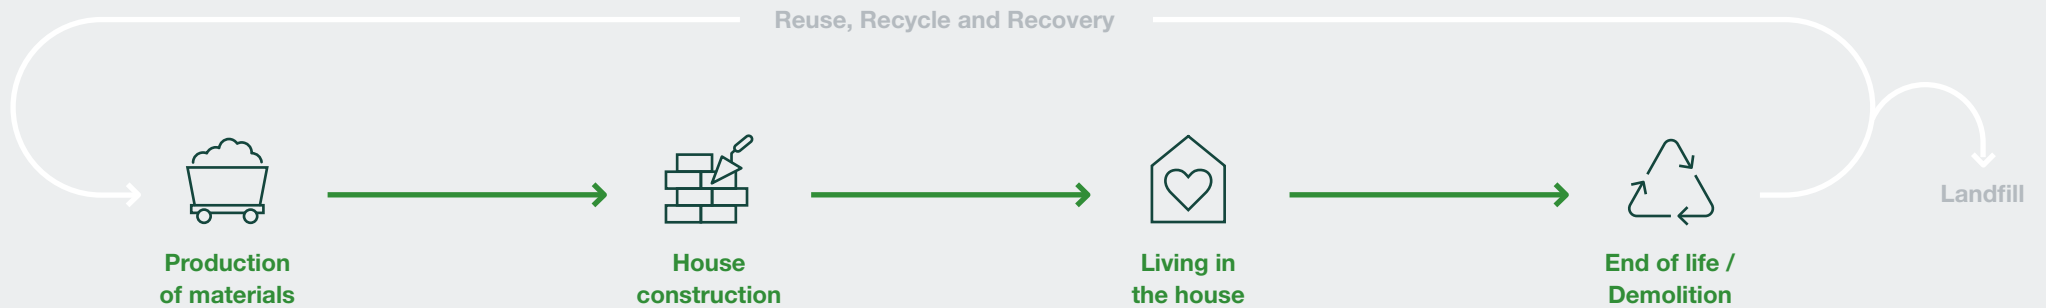 Reuse, Recycle and Recovery
Landfill
Production
of materials
House
construction
Living in
the house
End of life /
Demolition